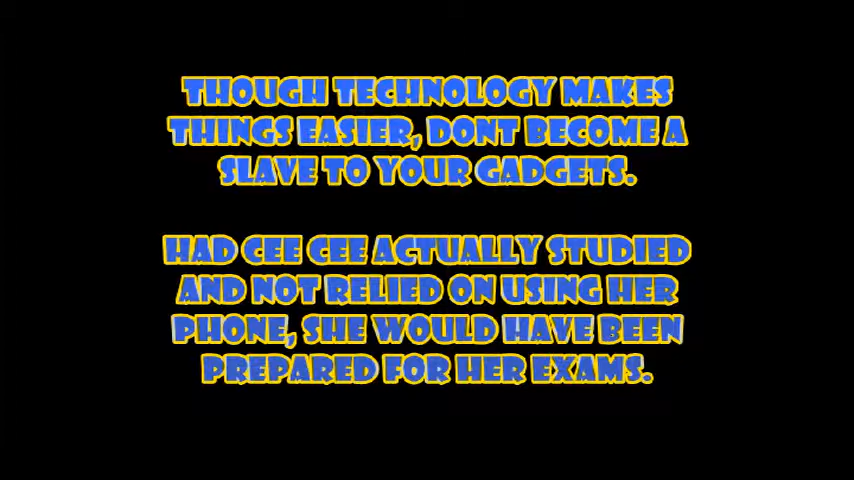 THOUGH TECHNOLOGY MAKES
THINGS EASIER, DONT BECOME A
SLAVE TO YOUR GADGETS.
HAD CEE CEE ACTUALLY STUDIED
AND NOT RELIED ON USING HER
PHONE, SHE WOULD HAVE BEEN
PREPARED FOR HER EXAMS.